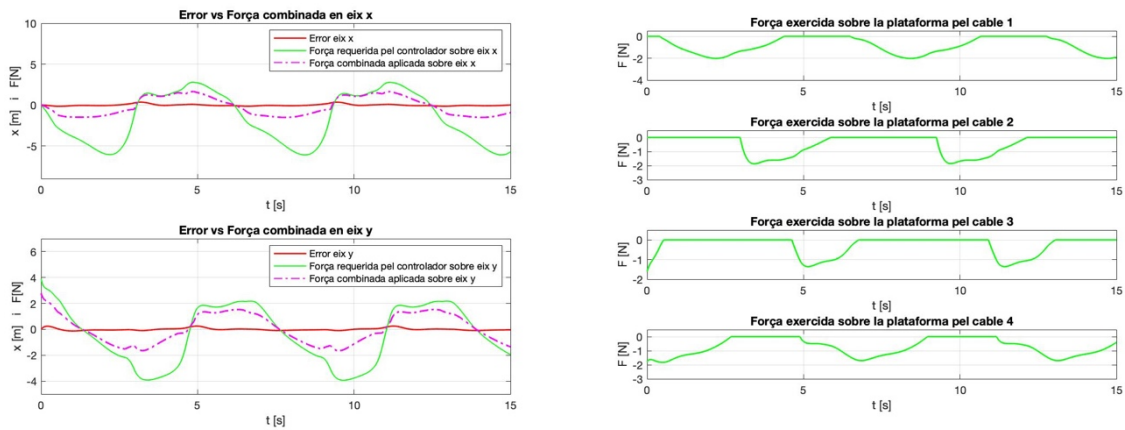 Error vs Força combinada en eix x
10
5
0
-5
x [m]   i   F[N]
Error eix x
Força requerida pel controlador sobre eix x
Força combinada aplicada sobre eix x
0 5 10 15
t [s]
Error vs Força combinada en eix y
6
4
2
0
-2
-4
x [m]   i   F[N]
Error eix y
Força requerida pel controlador sobre eix y
Força combinada aplicada sobre eix y
0 5 10 15
t [s]
Força exercida sobre la plataforma pel cable 1
0
-2
-4
F [N]
0 5 10 15
t [s]
Força exercida sobre la plataforma pel cable 2
0
-1
-2
-3
F [N]
0 5 10 15
t [s]
Força exercida sobre la plataforma pel cable 3
0
-1
-2
F [N]
0 5 10 15
t [s]
Força exercida sobre la plataforma pel cable 4
0
-1
-2
-3
F [N]
0 5 10 15
t [s]